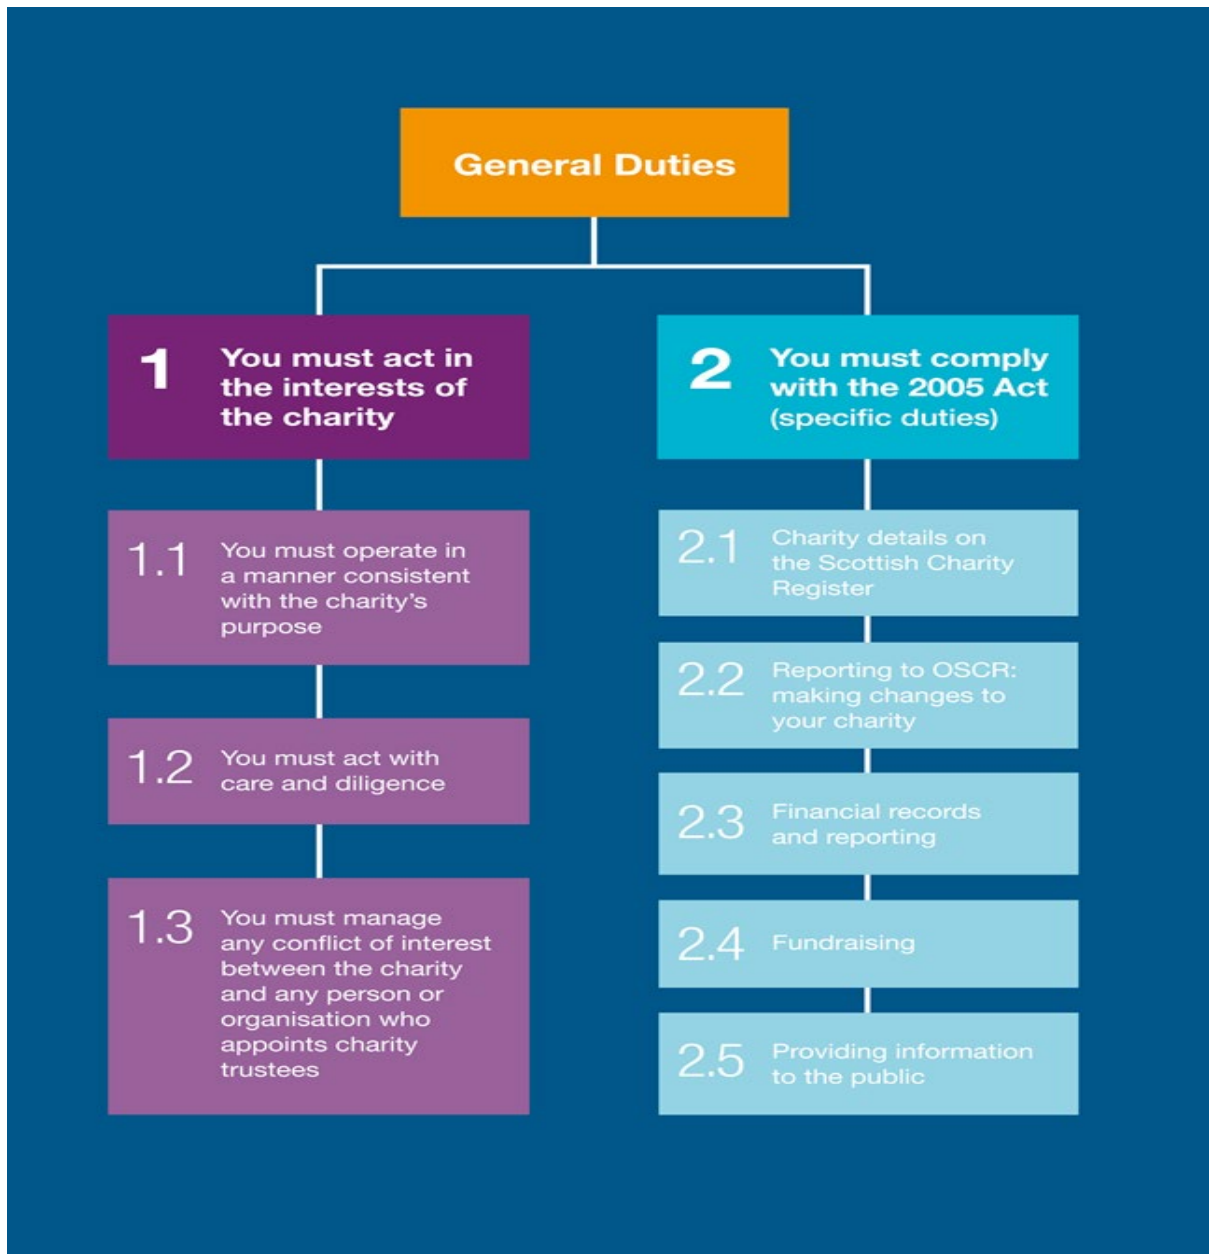 General Duties
1
You must act in
the interests of
the charity
1.1
You must operate in
a manner consistent
with the charity’s
purpose
1.2
You must act with
care and diligence
1.3
You must manage
any conflict of interest
between the charity
and any person or
organisation who
appoints charity
trustees
2
You must comply
with the 2005 Act
(specific duties)
2.1
Charity details on
the Scottish Charity
Register
2.2
Reporting to OSCR:
making changes to
your charity
2.3
Financial records
and reporting
2.4
Fundraising
2.5
Providing information
to the public